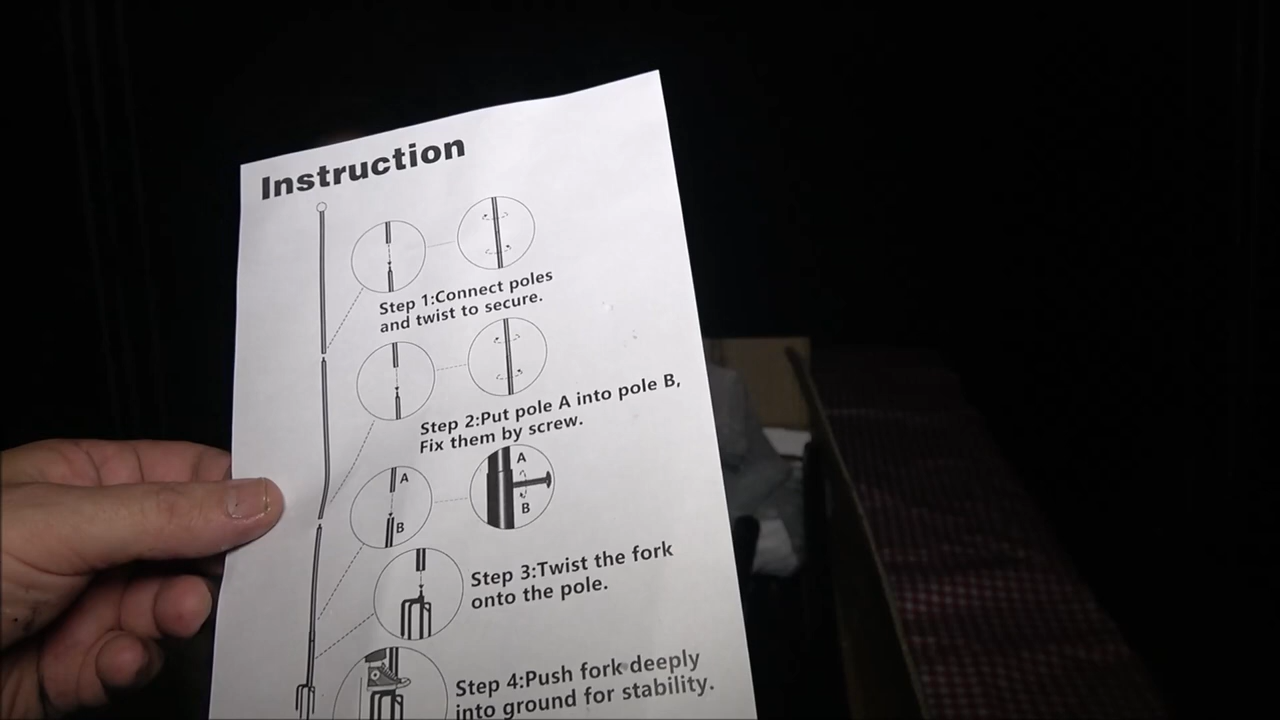 Instruction
Step 1:Connect poles
and twist to secure.
Step 2:Put pole A into pole B,
Fix them by screw.
A
B
A
B
Step 3:Twist the fork
onto the pole.
Step 4:Push fork deeply
into ground for stability.